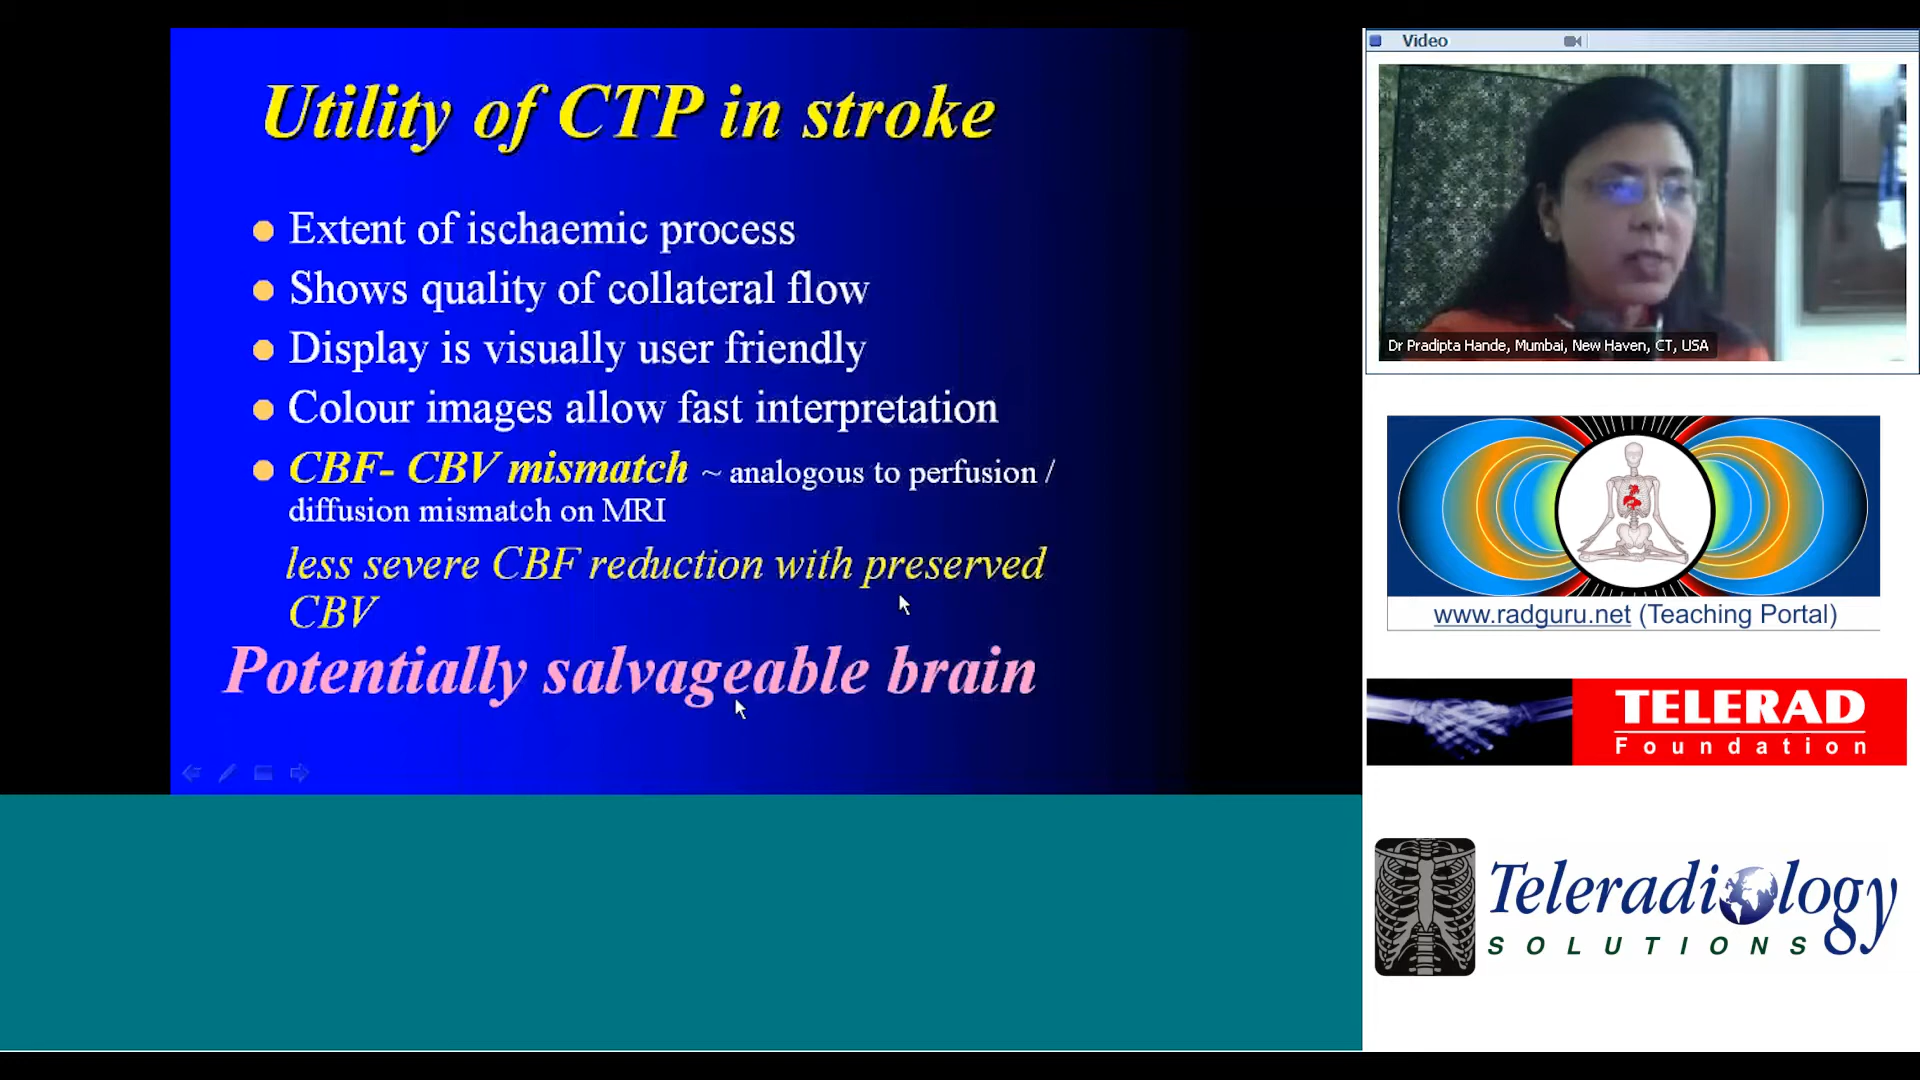 Utility of CTP in stroke
Extent of ischaemic process
Shows quality of collateral flow
Display is visually user friendly
Colour images allow fast interpretation
CBF- CBV mismatch ~ analogous to perfusion /
diffusion mismatch on MRI
less severe CBF reduction with preserved
CBV
Potentially salvageable brain
Video
Dr Pradipta Hande, Mumbai, New Haven, CT, USA
www.radguru.net (Teaching Portal)
TELERAD
Foundation
Teleradiology
SOLUTIONS